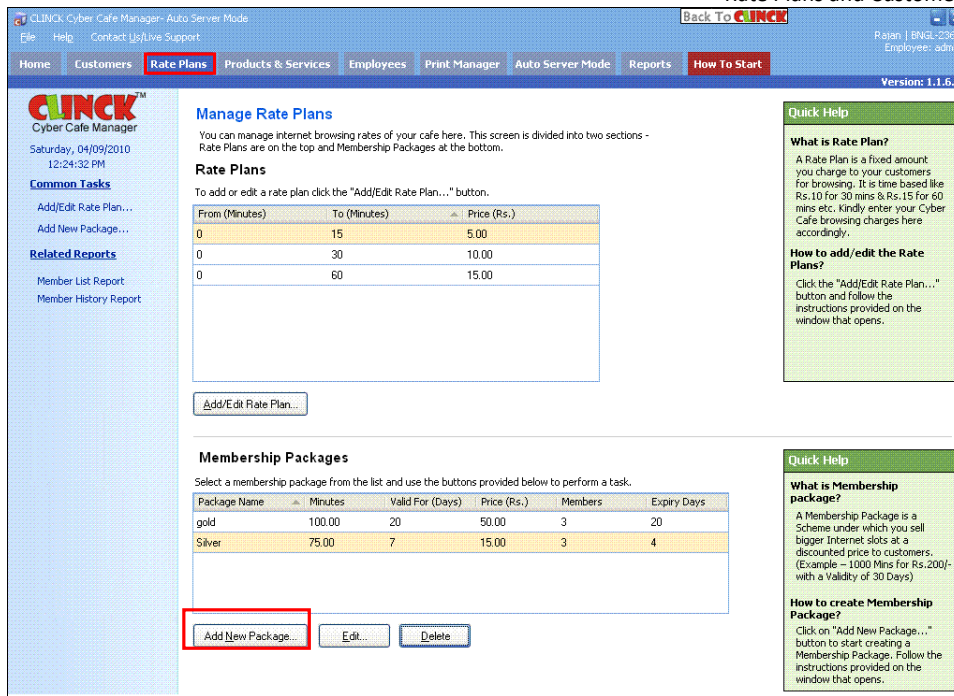 Rate Plans and Custome
CLINCK Cyber Cafe Manager- Auto Server Mode
Back To CLINCK
File Help Contact Us/Live Support
Rajan | BNGL-236
Employee: adm
Home Customers Rate Plans Products & Services Employees Print Manager Auto Server Mode Reports How To Start
Version: 1.1.6.
CLINCK TM
Cyber Cafe Manager
Saturday, 04/09/2010
12:24:32 PM
Common Tasks
Add/Edit Rate Plan...
Add New Package...
Related Reports
Member List Report
Member History Report
Manage Rate Plans
You can manage internet browsing rates of your cafe here. This screen is divided into two sections -
Rate Plans are on the top and Membership Packages at the bottom.
Rate Plans
To add or edit a rate plan click the "Add/Edit Rate Plan..." button.
From (Minutes) To (Minutes) Price (Rs.)
0 15 5.00
0 30 10.00
0 60 15.00
Add/Edit Rate Plan...
Quick Help
What is Rate Plan?
A Rate Plan is a fixed amount
you charge to your customers
for browsing. It is time based like
Rs.10 for 30 mins & Rs.15 for 60
mins etc. Kindly enter your Cyber
Cafe browsing charges here
accordingly.
How to add/edit the Rate
Plans?
Click the "Add/Edit Rate Plan..."
button and follow the
instructions provided on the
window that opens.
Membership Packages
Select a membership package from the list and use the buttons provided below to perform a task.
Package Name Minutes Valid For (Days) Price (Rs.) Members Expiry Days
gold 100.00 20 50.00 3 20
Silver 75.00 7 15.00 3 4
Add New Package... Edit... Delete
Quick Help
What is Membership
package?
A Membership Package is a
Scheme under which you sell
bigger Internet slots at a
discounted price to customers.
(Example – 1000 Mins for Rs.200/-
with a Validity of 30 Days)
How to create Membership
Package?
Click on "Add New Package..."
button to start creating a
Membership Package. Follow the
instructions provided on the
window that opens.